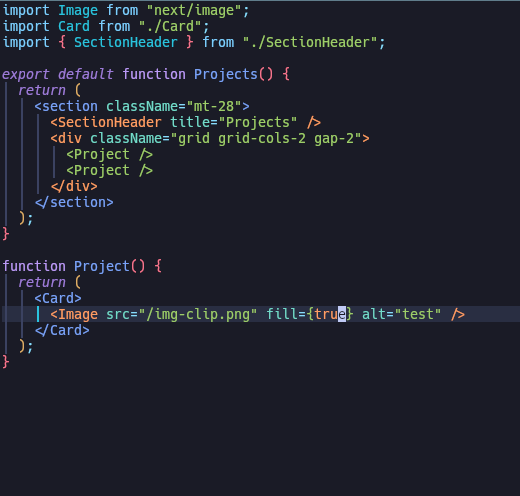 import Image from "next/image";
import Card from "./Card";
import { SectionHeader } from "./SectionHeader";
export default function Projects() {
return (
<section className="mt-28">
<SectionHeader title="Projects" />
<div className="grid grid-cols-2 gap-2">
<Project />
<Project />
</div>
</section>
);
}
function Project() {
return (
<Card>
<Image src="/img-clip.png" fill={true} alt="test" />
</Card>
);
}